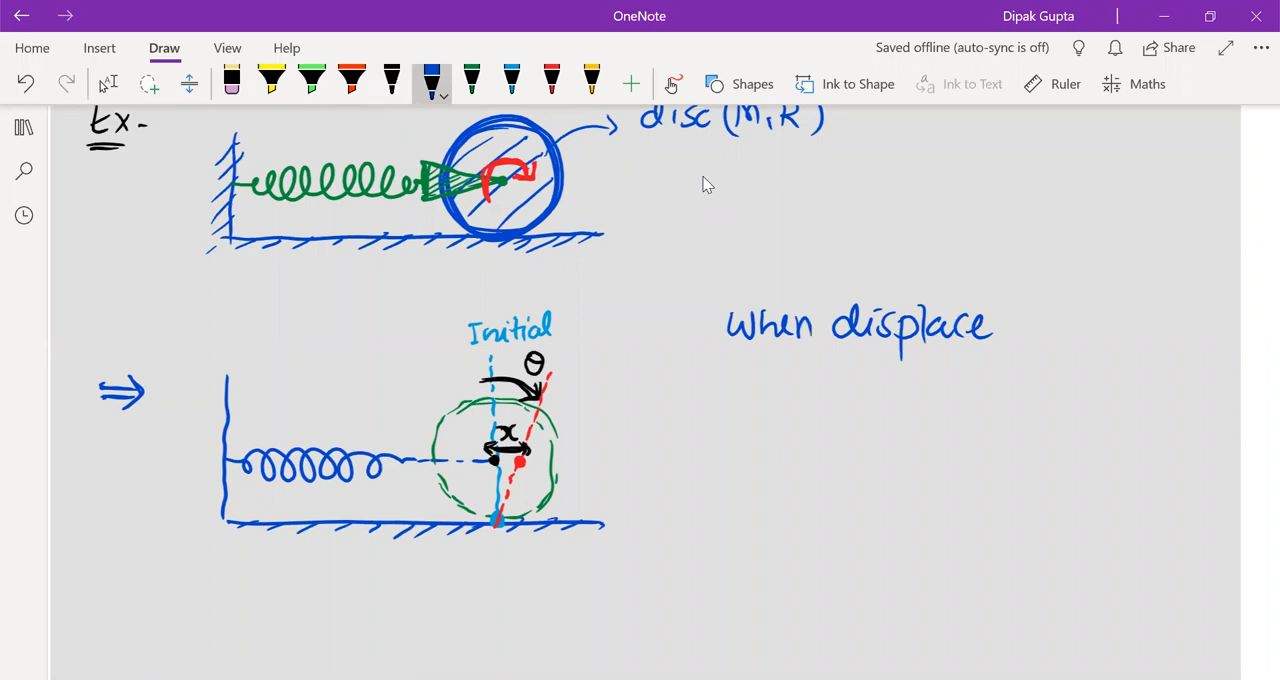 OneNote
Dipak Gupta
Home Insert Draw View Help
Saved offline (auto-sync is off)
Share
Shapes
Ink to Shape
Ink to Text
Ruler
Maths
Ex-
disc (M, R)
Initial
when displace
θ
x